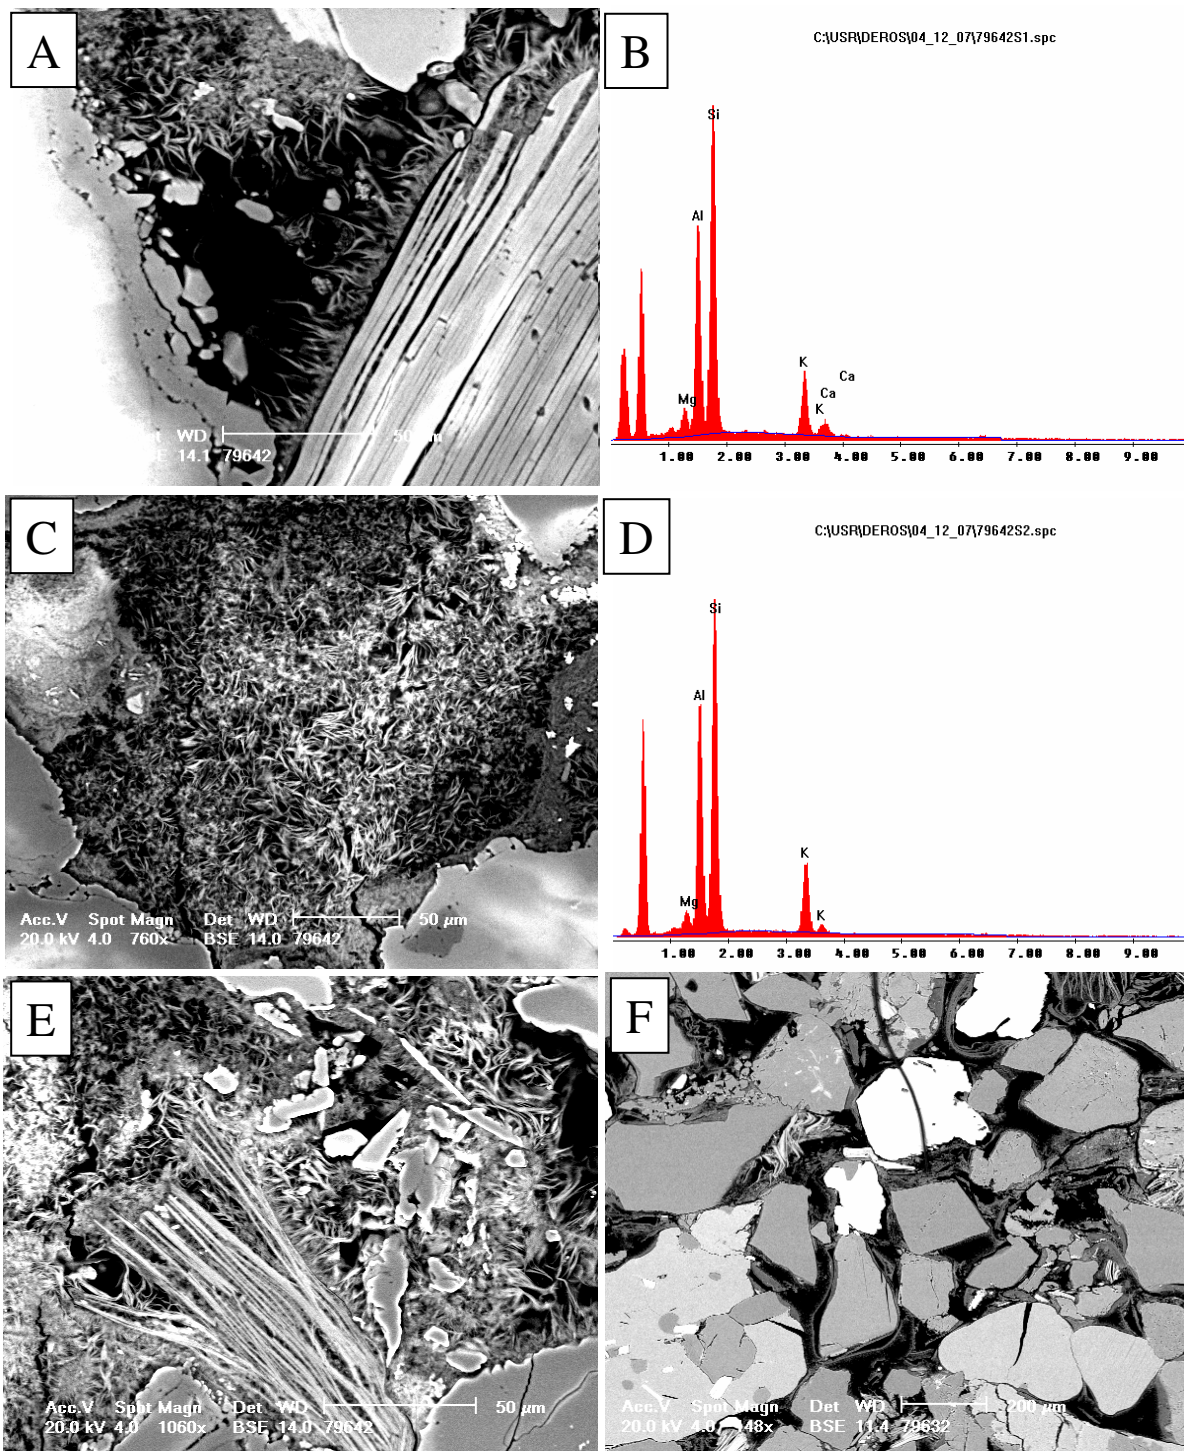 A
et WD 50 µm
SE 14.1 79642
B
C:\USR\DEROS\04_12_07\79642S1.spc
Si
Al
K
Ca
Ca
Mg
K
1.00 2.00 3.00 4.00 5.00 6.00 7.00 8.00 9.00
C
Acc.V Spot Magn Det WD 50 µm
20.0 kV 4.0 760x BSE 14.0 79642
D
C:\USR\DEROS\04_12_07\79642S2.spc
Si
Al
K
Mg
K
1.00 2.00 3.00 4.00 5.00 6.00 7.00 8.00 9.00
E
Acc.V Spot Magn Det WD 50 µm
20.0 kV 4.0 1060x BSE 14.0 79642
F
Acc.V Spot Magn Det WD 200 µm
20.0 kV 4.0 148x BSE 11.4 79632